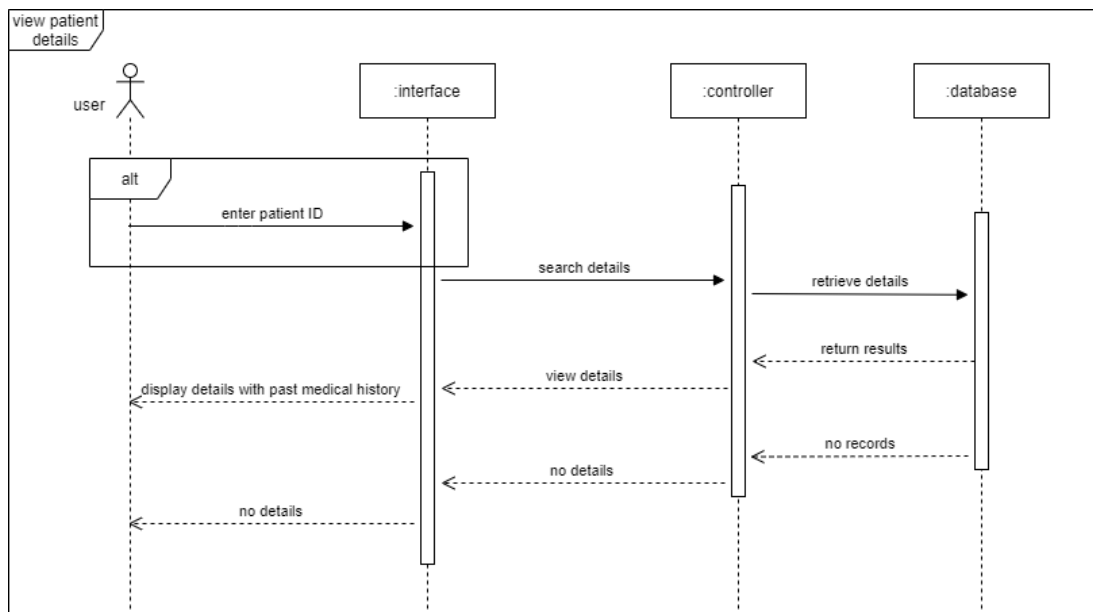 view patient
details
user
:interface
:controller
:database
alt
enter patient ID
search details
retrieve details
return results
view details
display details with past medical history
no records
no details
no details